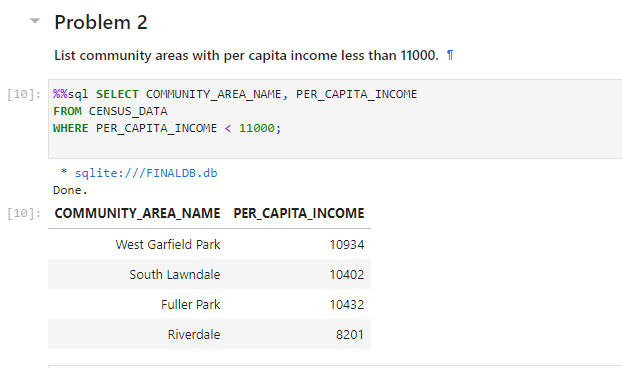 Problem 2
List community areas with per capita income less than 11000. ¶
[10]: %%sql SELECT COMMUNITY_AREA_NAME, PER_CAPITA_INCOME
FROM CENSUS_DATA
WHERE PER_CAPITA_INCOME < 11000;
* sqlite:///FINALDB.db
Done.
[10]: COMMUNITY_AREA_NAME PER_CAPITA_INCOME
West Garfield Park 10934
South Lawndale 10402
Fuller Park 10432
Riverdale 8201